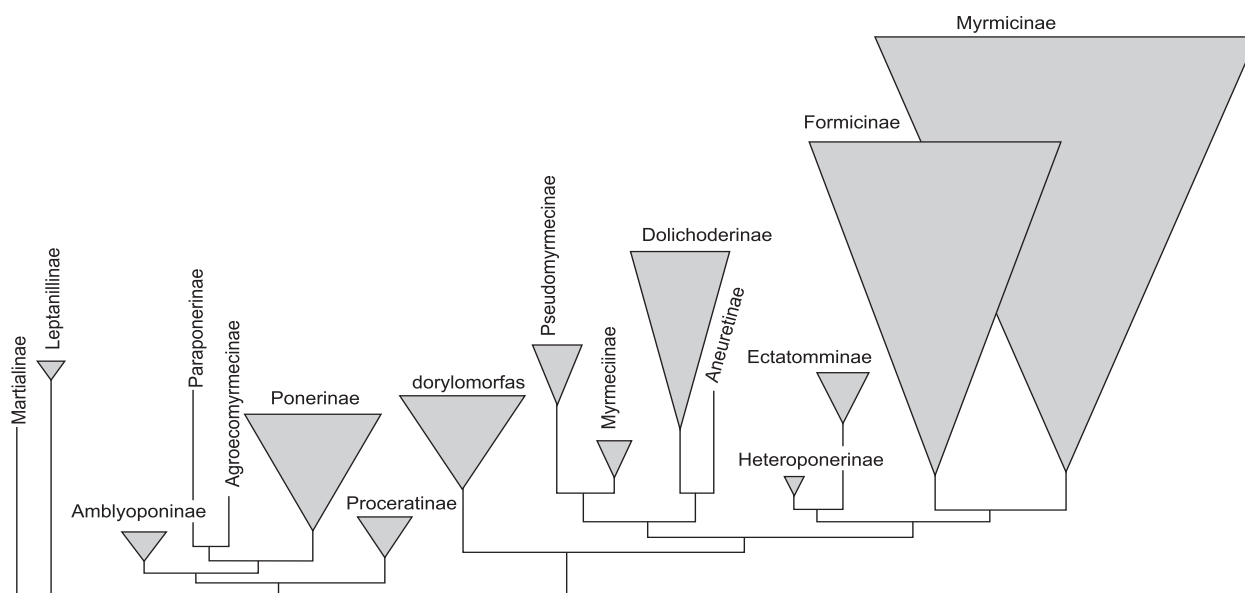 Myrmicinae
Formicinae
Dolichoderinae
Pseudomyrmecinae
Leptanillinae
Paraponerinae
Aneuretinae
Agroecomyrmecinae
Myrmeciinae
Martialinae
Ectatomminae
dorylomorfas
Ponerinae
Heteroponerinae
Proceratinae
Amblyoponinae